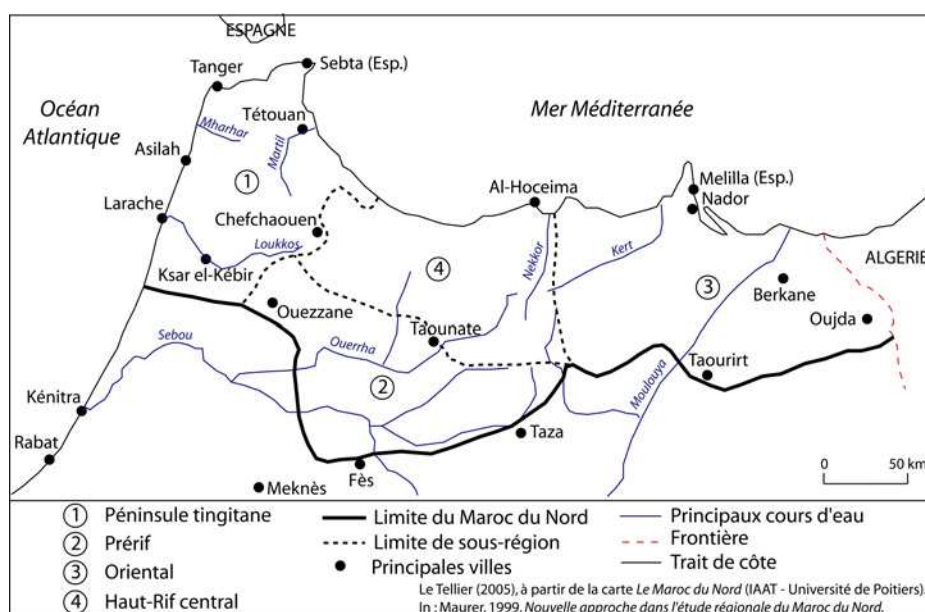 ESPAGNE
Tanger
Sebta (Esp.)
Océan
Atlantique
Mer Méditerranée
Tétouan
Mharhar
Martil
Asilah
1
Al-Hoceima
Melilla (Esp.)
Nador
Larache
Chefchaouen
Loukkos
Nekkor
Kert
ALGERIE
Ksar el-Kébir
4
3
Berkane
Ouezzane
Oujda
Sebou
Taounate
Ouerrha
Taourirt
2
Moulouya
Kénitra
Taza
Rabat
Fès
0 50 km
Meknès
1 Péninsule tingitane
2 Prérif
3 Oriental
4 Haut-Rif central
Limite du Maroc du Nord
Limite de sous-région
Principales villes
Principaux cours d'eau
Frontière
Trait de côte
Le Tellier (2005), à partir de la carte Le Maroc du Nord (IAAT - Université de Poitiers).
In : Maurer, 1999, Nouvelle approche dans l'étude régionale du Maroc du Nord.